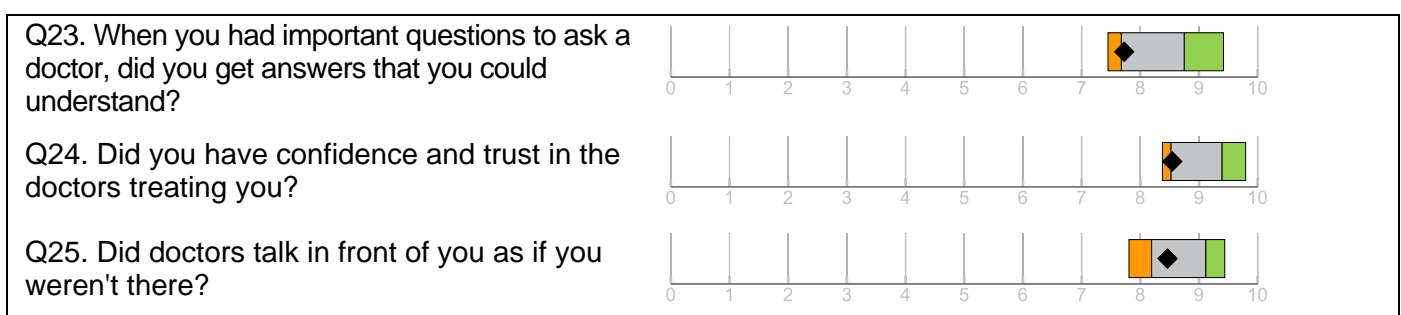 Q23. When you had important questions to ask a
doctor, did you get answers that you could
understand?
0 1 2 3 4 5 6 7 8 9 10
Q24. Did you have confidence and trust in the
doctors treating you?
0 1 2 3 4 5 6 7 8 9 10
Q25. Did doctors talk in front of you as if you
weren't there?
0 1 2 3 4 5 6 7 8 9 10